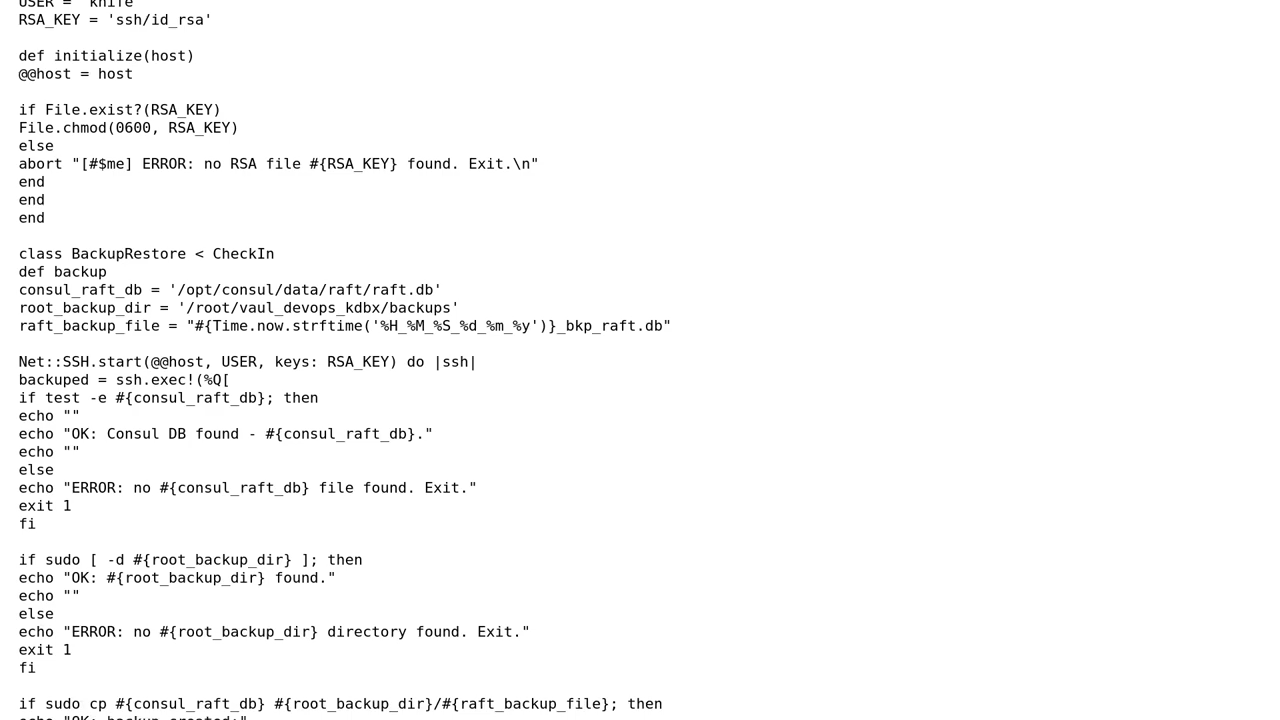 USER = 'knife'
RSA_KEY = 'ssh/id_rsa'

def initialize(host)
@@host = host

if File.exist?(RSA_KEY)
File.chmod(0600, RSA_KEY)
else
abort "[#$me] ERROR: no RSA file #{RSA_KEY} found. Exit.\n"
end
end
end

class BackupRestore < CheckIn
def backup
consul_raft_db = '/opt/consul/data/raft/raft.db'
root_backup_dir = '/root/vaul_devops_kdbx/backups'
raft_backup_file = "#{Time.now.strftime('%H_%M_%S_%d_%m_%y')}_bkp_raft.db"

Net::SSH.start(@@host, USER, keys: RSA_KEY) do |ssh|
backuped = ssh.exec!(%Q[
if test -e #{consul_raft_db}; then
echo ""
echo "OK: Consul DB found - #{consul_raft_db}."
echo ""
else
echo "ERROR: no #{consul_raft_db} file found. Exit."
exit 1
fi

if sudo [ -d #{root_backup_dir} ]; then
echo "OK: #{root_backup_dir} found."
echo ""
else
echo "ERROR: no #{root_backup_dir} directory found. Exit."
exit 1
fi

if sudo cp #{consul_raft_db} #{root_backup_dir}/#{raft_backup_file}; then
echo "OK: backup created:"